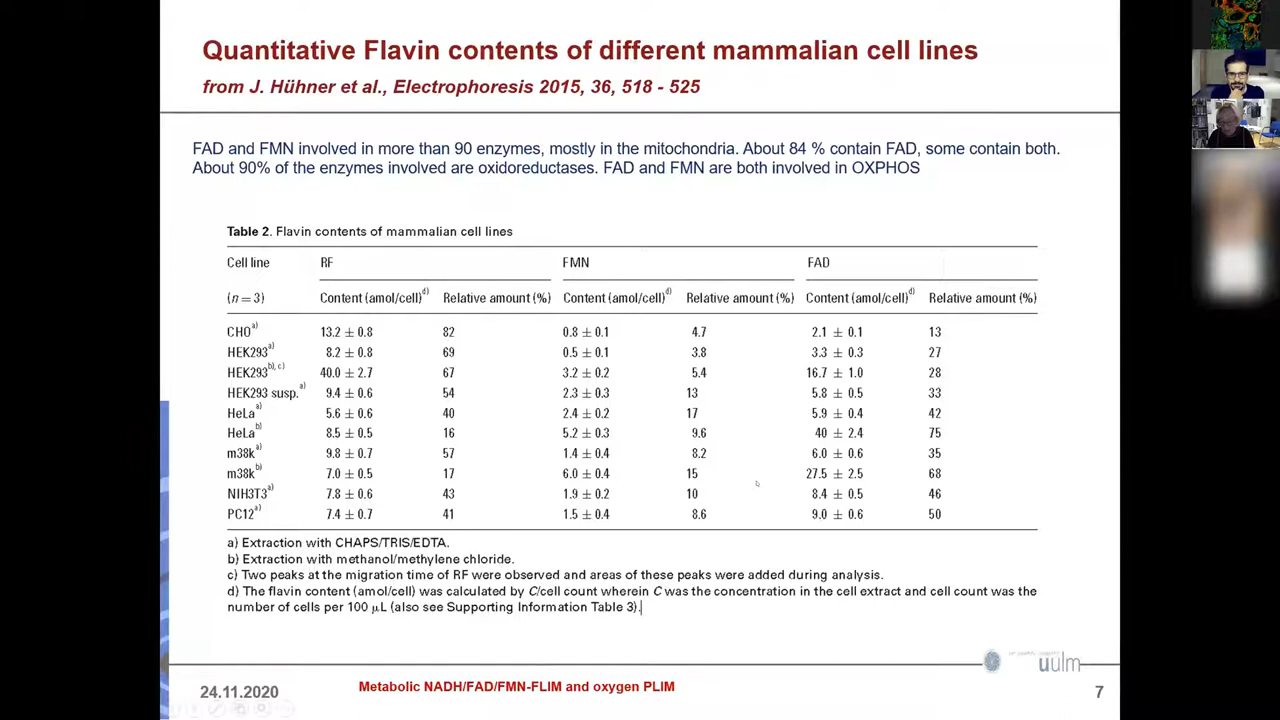 Quantitative Flavin contents of different mammalian cell lines
from J. Hühner et al., Electrophoresis 2015, 36, 518 - 525
FAD and FMN involved in more than 90 enzymes, mostly in the mitochondria. About 84 % contain FAD, some contain both.
About 90% of the enzymes involved are oxidoreductases. FAD and FMN are both involved in OXPHOS
Table 2. Flavin contents of mammalian cell lines
Cell line RF FMN FAD
(n = 3) Content (amol/cell)d) Relative amount (%) Content (amol/cell)d) Relative amount (%) Content (amol/cell)d) Relative amount (%)
CHOa) 13.2 ± 0.8 82 0.8 ± 0.1 4.7 2.1 ± 0.1 13
HEK293a) 8.2 ± 0.8 69 0.5 ± 0.1 3.8 3.3 ± 0.3 27
HEK293b), c) 40.0 ± 2.7 67 3.2 ± 0.2 5.4 16.7 ± 1.0 28
HEK293 susp.a) 9.4 ± 0.6 54 2.3 ± 0.3 13 5.8 ± 0.5 33
HeLaa) 5.6 ± 0.6 40 2.4 ± 0.2 17 5.9 ± 0.4 42
HeLab) 8.5 ± 0.5 16 5.2 ± 0.3 9.6 40 ± 2.4 75
m38ka) 9.8 ± 0.7 57 1.4 ± 0.4 8.2 6.0 ± 0.6 35
m38kb) 7.0 ± 0.5 17 6.0 ± 0.4 15 27.5 ± 2.5 68
NIH3T3a) 7.8 ± 0.6 43 1.9 ± 0.2 10 8.4 ± 0.5 46
PC12a) 7.4 ± 0.7 41 1.5 ± 0.4 8.6 9.0 ± 0.6 50
a) Extraction with CHAPS/TRIS/EDTA.
b) Extraction with methanol/methylene chloride.
c) Two peaks at the migration time of RF were observed and areas of these peaks were added during analysis.
d) The flavin content (amol/cell) was calculated by C/cell count wherein C was the concentration in the cell extract and cell count was the
number of cells per 100 µL (also see Supporting Information Table 3).
uulm
24.11.2020 Metabolic NADH/FAD/FMN-FLIM and oxygen PLIM 7